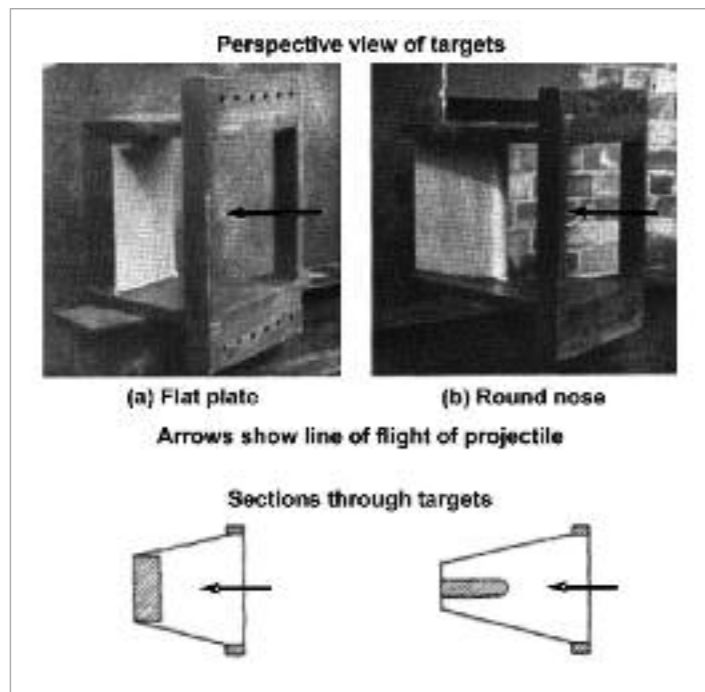 Perspective view of targets
(a) Flat plate
(b) Round nose
Arrows show line of flight of projectile
Sections through targets